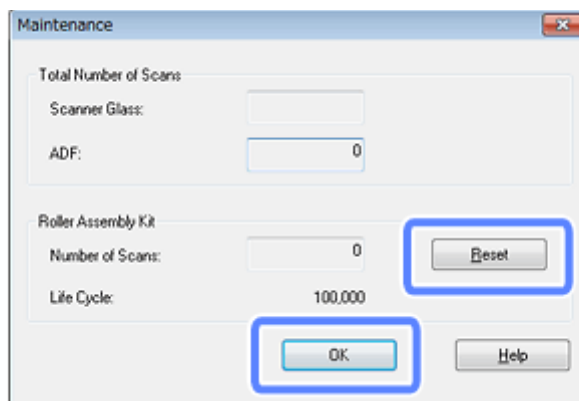 Maintenance
Total Number of Scans
Scanner Glass:
ADF: 0
Roller Assembly Kit
Number of Scans: 0 Reset
Life Cycle: 100,000
OK Help